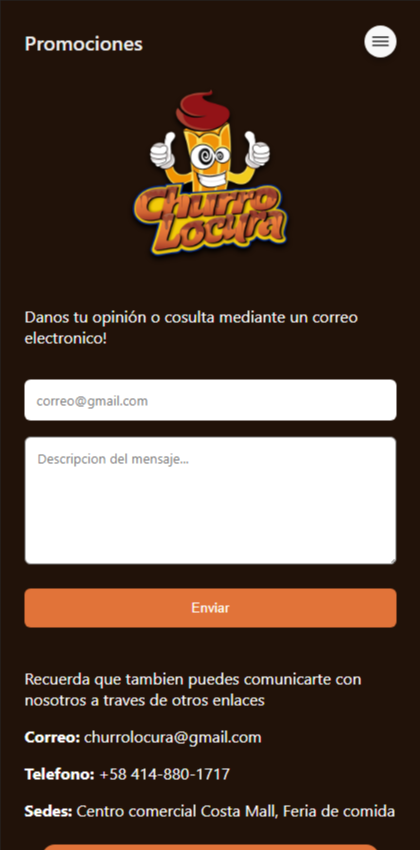 Promociones
Churro
Locura
Danos tu opinión o cosulta mediante un correo
electronico!
correo@gmail.com
Descripcion del mensaje...
Enviar
Recuerda que tambien puedes comunicarte con
nosotros a traves de otros enlaces
Correo: churrolocura@gmail.com
Telefono: +58 414-880-1717
Sedes: Centro comercial Costa Mall, Feria de comida